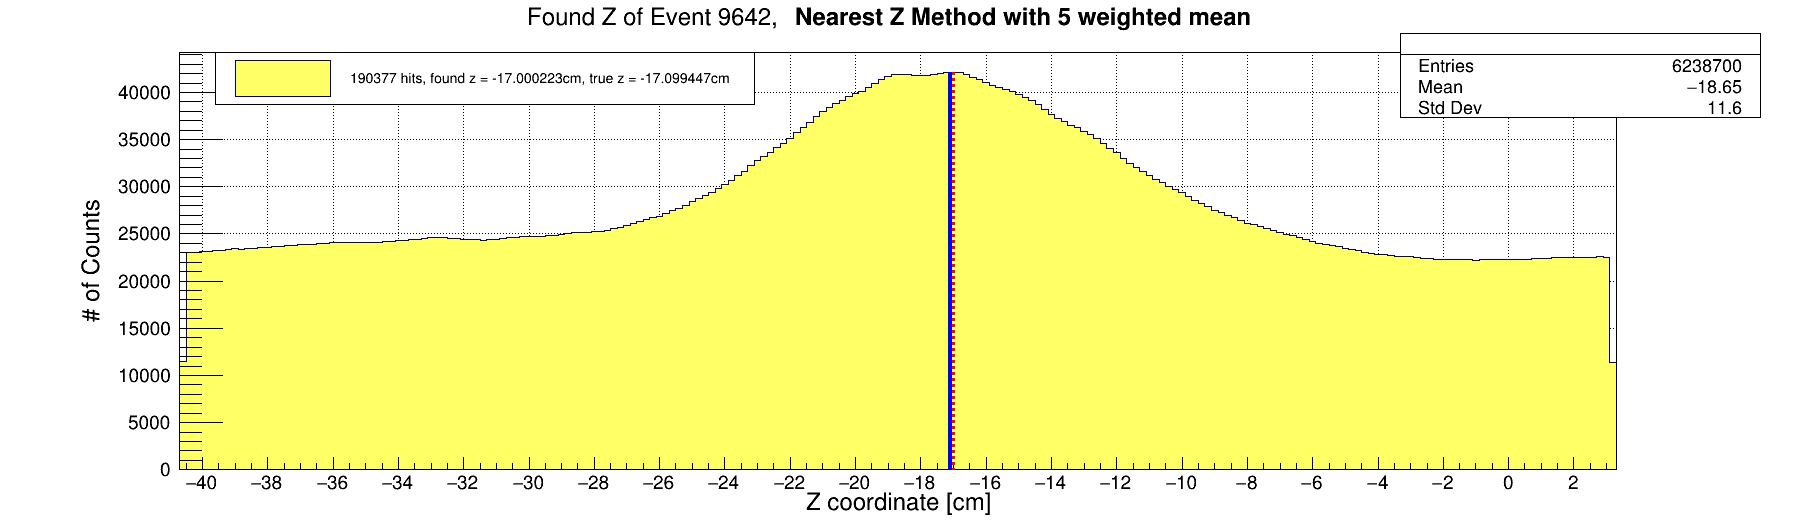 Found Z of Event 9642, Nearest Z Method with 5 weighted mean
190377 hits, found z = -17.000223cm, true z = -17.099447cm
Entries 6238700
Mean −18.65
Std Dev 11.6
40000
35000
30000
25000
20000
15000
10000
5000
0
# of Counts
−40 −38 −36 −34 −32 −30 −28 −26 −24 −22 −20 −18 −16 −14 −12 −10 −8 −6 −4 −2 0 2
Z coordinate [cm]